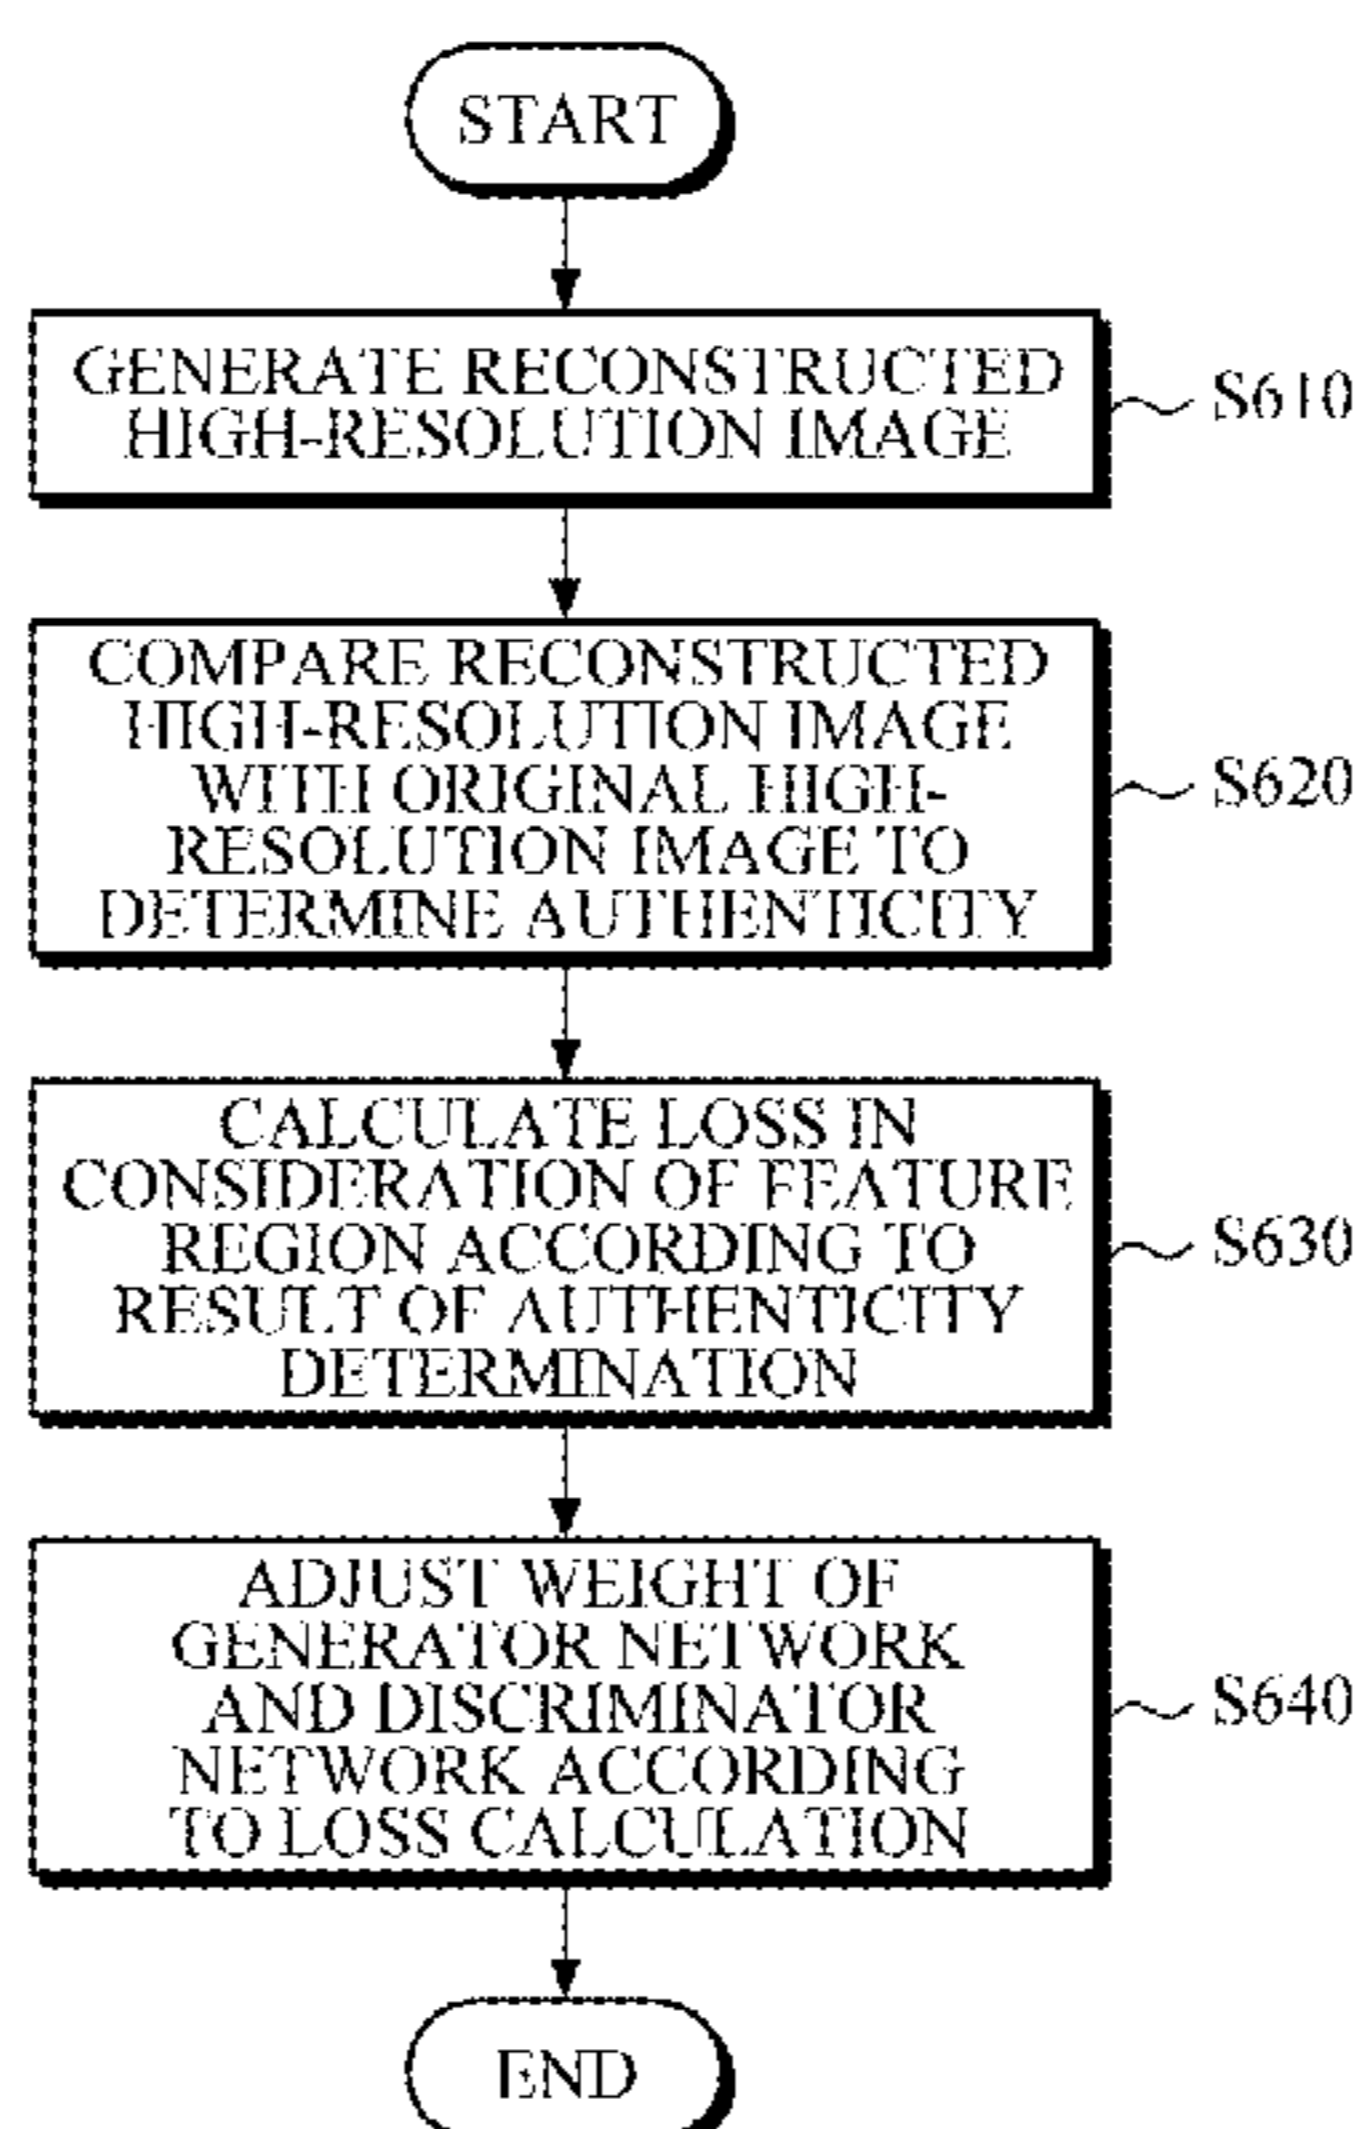 START
GENERATE RECONSTRUCTED
HIGH-RESOLUTION IMAGE
S610
COMPARE RECONSTRUCTED
HIGH-RESOLUTION IMAGE
WITH ORIGINAL HIGH-
RESOLUTION IMAGE TO
DETERMINE AUTHENTICITY
S620
CALCULATE LOSS IN
CONSIDERATION OF FEATURE
REGION ACCORDING TO
RESULT OF AUTHENTICITY
DETERMINATION
S630
ADJUST WEIGHT OF
GENERATOR NETWORK
AND DISCRIMINATOR
NETWORK ACCORDING
TO LOSS CALCULATION
S640
END